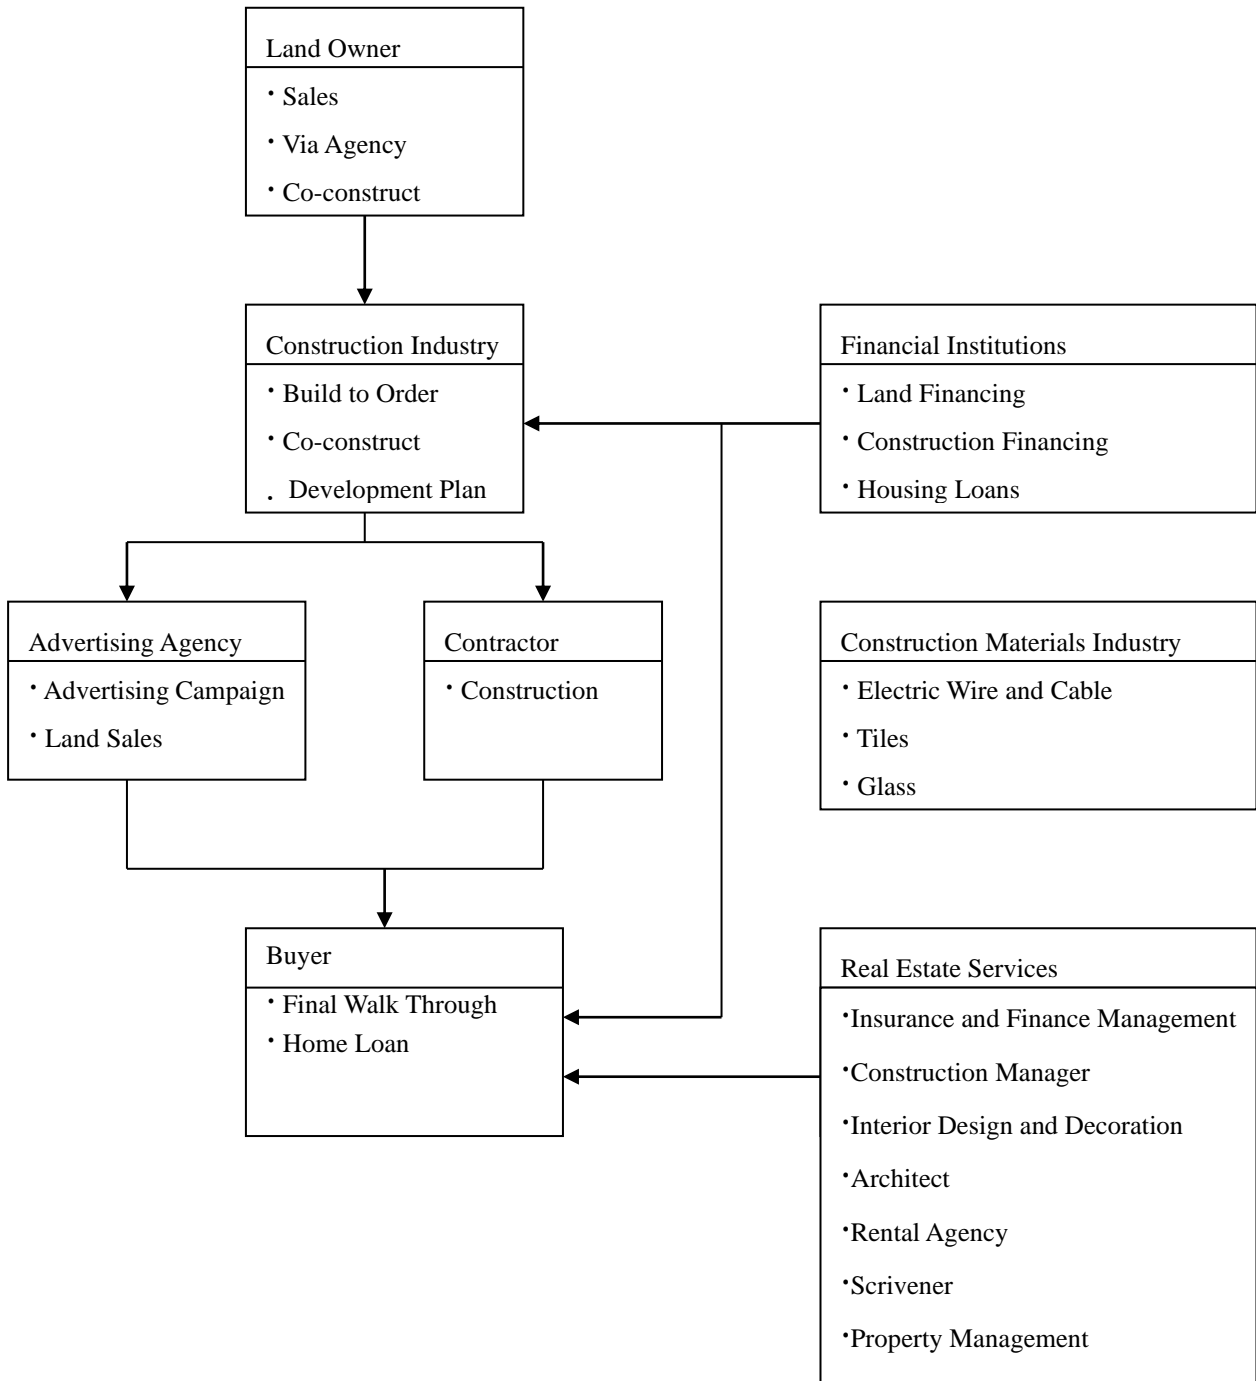 Land Owner
· Sales
· Via Agency
· Co-construct
Construction Industry
· Build to Order
· Co-construct
. Development Plan
Financial Institutions
· Land Financing
· Construction Financing
· Housing Loans
Advertising Agency
· Advertising Campaign
· Land Sales
Contractor
· Construction
Construction Materials Industry
· Electric Wire and Cable
· Tiles
· Glass
Buyer
· Final Walk Through
· Home Loan
Real Estate Services
·Insurance and Finance Management
·Construction Manager
·Interior Design and Decoration
·Architect
·Rental Agency
·Scrivener
·Property Management